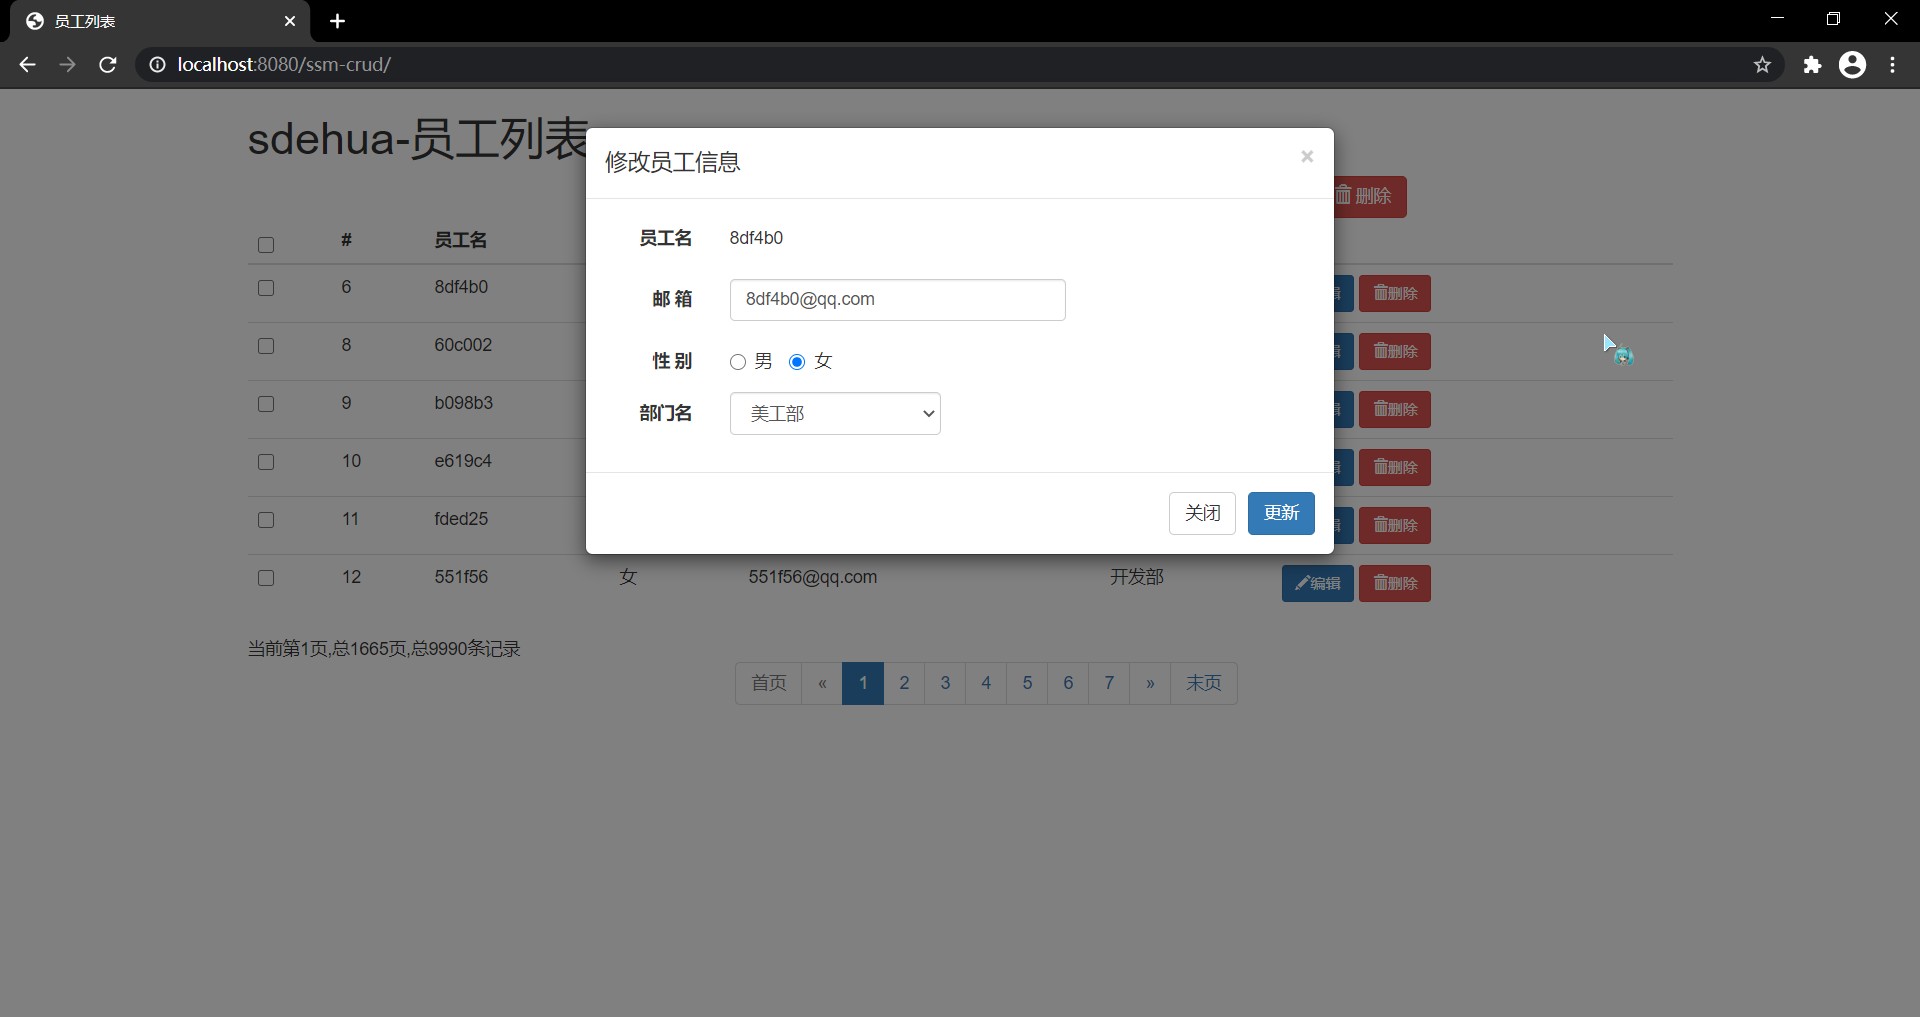 员工列表
localhost:8080/ssm-crud/
sdehua-员工列表
修改员工信息 ×
删除
# 员工名
员工名 8df4b0
6 8df4b0 删除
邮 箱 8df4b0@qq.com
8 60c002 删除
性 别 男 女
9 b098b3 删除
部门名 美工部
10 e619c4 删除
11 fded25 删除
关闭 更新
12 551f56 女 551f56@qq.com 开发部 编辑 删除
当前第1页,总1665页,总9990条记录
首页 « 1 2 3 4 5 6 7 » 末页